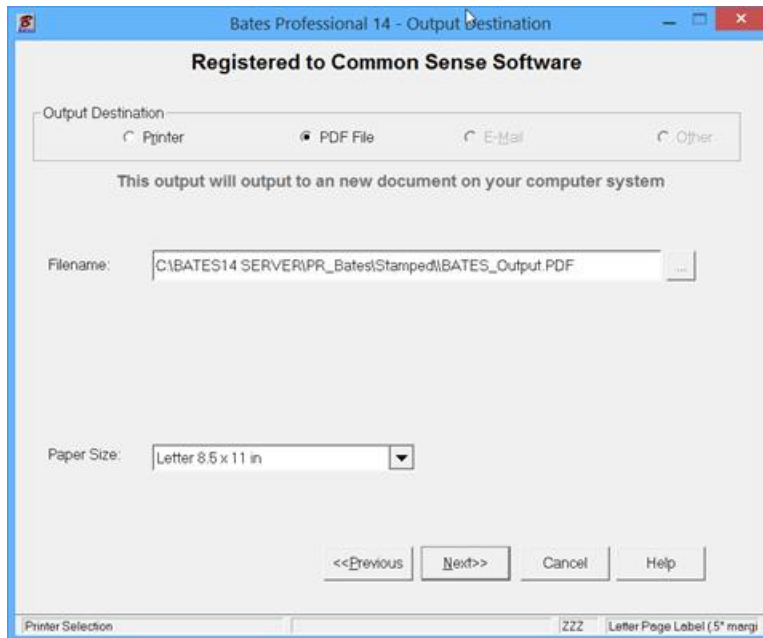 Bates Professional 14 - Output Destination
Registered to Common Sense Software
Output Destination
Printer PDF File E-Mail Other
This output will output to an new document on your computer system
Filename: C:\BATES14 SERVER\PR_Bates\Stamped\\BATES_Output.PDF ...
Paper Size: Letter 8.5 x 11 in
<<Previous Next>> Cancel Help
Printer Selection ZZZ Letter Page Label (.5" margi